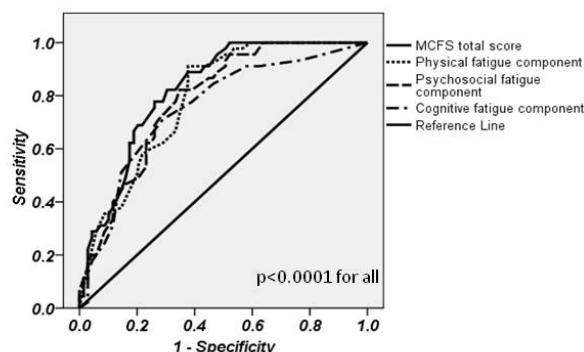 1.0
0.8
0.6
0.4
0.2
0.0
Sensitivity
0.0 0.2 0.4 0.6 0.8 1.0
1 - Specificity
p<0.0001 for all
MCFS total score
Physical fatigue component
Psychosocial fatigue
component
Cognitive fatigue component
Reference Line